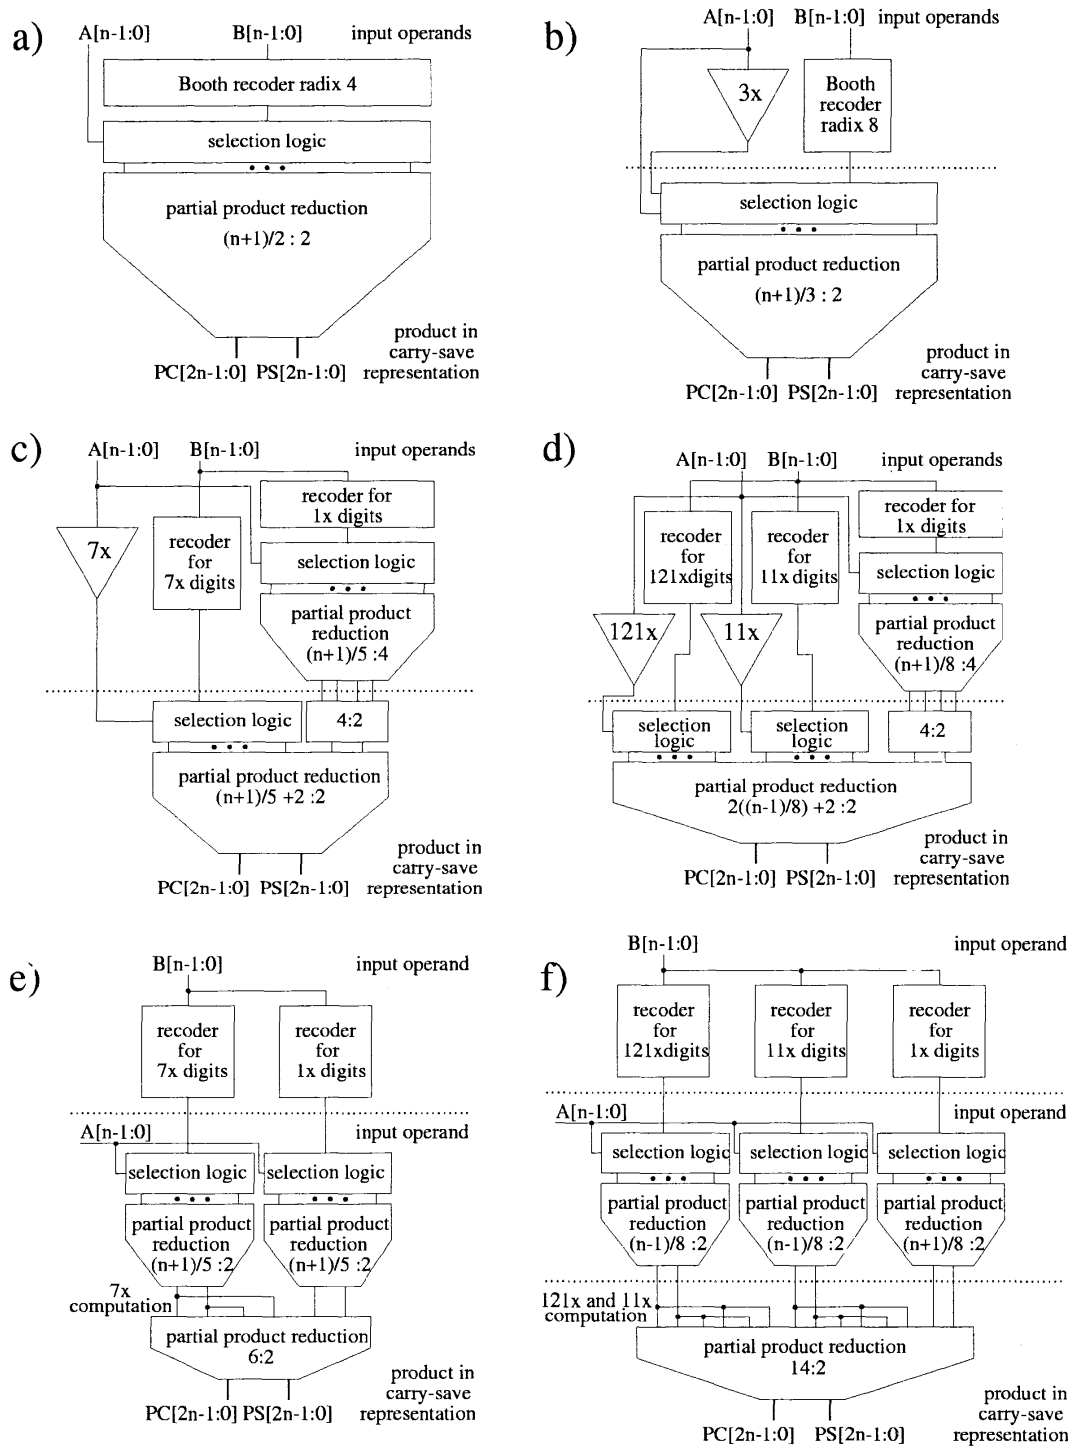 a)
A[n-1:0] B[n-1:0] input operands
Booth recoder radix 4
selection logic
partial product reduction
(n+1)/2 : 2
product in
carry-save
PC[2n-1:0] PS[2n-1:0] representation
b)
A[n-1:0] B[n-1:0] input operands
3x
Booth
recoder
radix 8
selection logic
partial product reduction
(n+1)/3 : 2
product in
carry-save
PC[2n-1:0] PS[2n-1:0] representation
c)
A[n-1:0] B[n-1:0] input operands
recoder for
1x digits
7x
recoder
for
7x digits
selection logic
partial product
reduction
(n+1)/5 :4
selection logic
4:2
partial product reduction
(n+1)/5 +2 :2
product in
carry-save
PC[2n-1:0] PS[2n-1:0] representation
d)
A[n-1:0] B[n-1:0] input operands
recoder for
1x digits
recoder
for
121xdigits
recoder
for
11x digits
selection logic
121x
11x
partial product
reduction
(n+1)/8 :4
selection
logic
selection
logic
4:2
partial product reduction
2((n-1)/8) +2 :2
product in
carry-save
PC[2n-1:0] PS[2n-1:0] representation
e)
B[n-1:0] input operand
recoder
for
7x digits
recoder
for
1x digits
A[n-1:0] input operand
selection logic
selection logic
partial product
reduction
(n+1)/5 :2
partial product
reduction
(n+1)/5 :2
7x
computation
partial product reduction
6:2
product in
carry-save
PC[2n-1:0] PS[2n-1:0] representation
f)
B[n-1:0] input operand
recoder
for
121xdigits
recoder
for
11x digits
recoder
for
1x digits
A[n-1:0] input operand
selection logic
selection logic
selection logic
partial product
reduction
(n-1)/8 :2
partial product
reduction
(n-1)/8 :2
partial product
reduction
(n+1)/8 :2
121x and 11x
computation
partial product reduction
14:2
product in
carry-save
PC[2n-1:0] PS[2n-1:0] representation